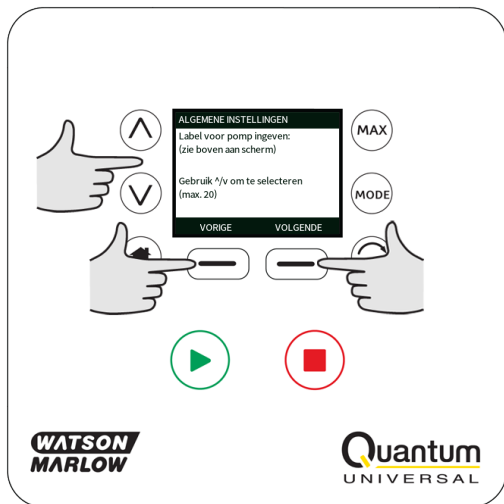 ALGEMENE INSTELLINGEN
Label voor pomp ingeven:
(zie boven aan scherm)
Gebruik ^/v om te selecteren
(max. 20)
VORIGE VOLGENDE
MAX
MODE
WATSON
MARLOW
Quantum
UNIVERSAL